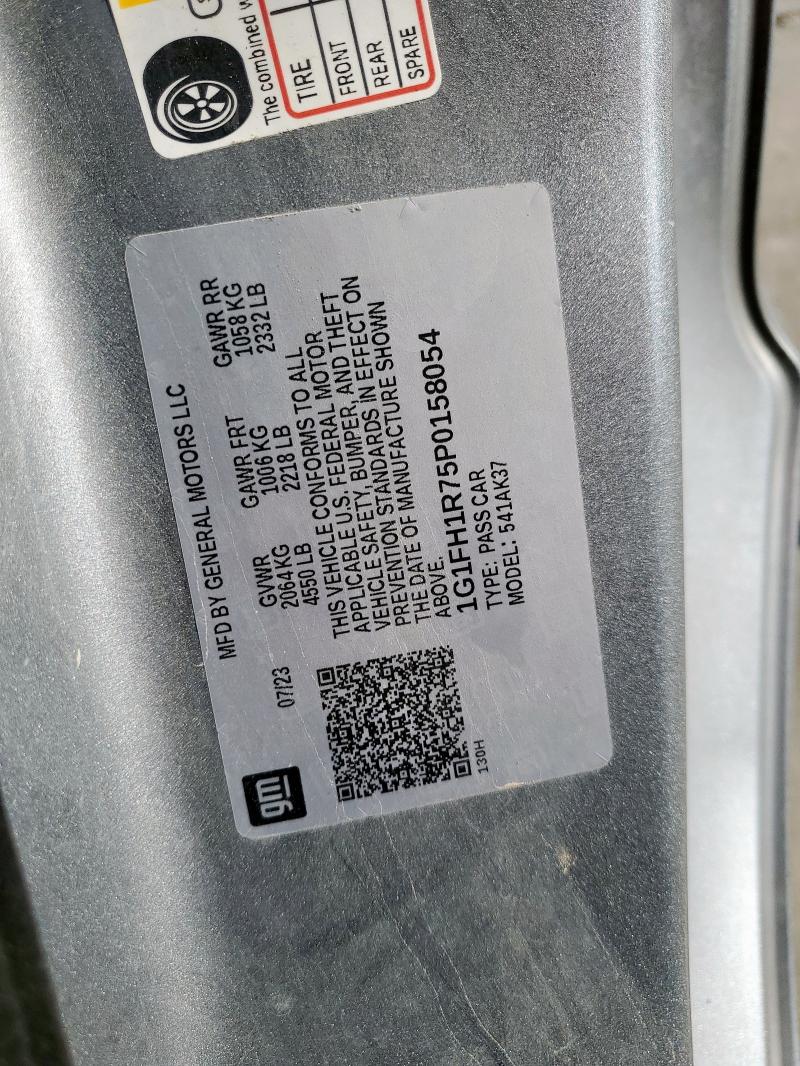 The combined w
TIRE
FRONT
REAR
SPARE
MFD BY GENERAL MOTORS LLC
gm
07/23
GVWR GAWR FRT GAWR RR
2064 KG 1006 KG 1058 KG
4550 LB 2218 LB 2332 LB
THIS VEHICLE CONFORMS TO ALL
APPLICABLE U.S. FEDERAL MOTOR
VEHICLE SAFETY, BUMPER, AND THEFT
PREVENTION STANDARDS IN EFFECT ON
THE DATE OF MANUFACTURE SHOWN
ABOVE.
1G1FH1R75P0158054
TYPE: PASS CAR
MODEL: 541AK37
130H